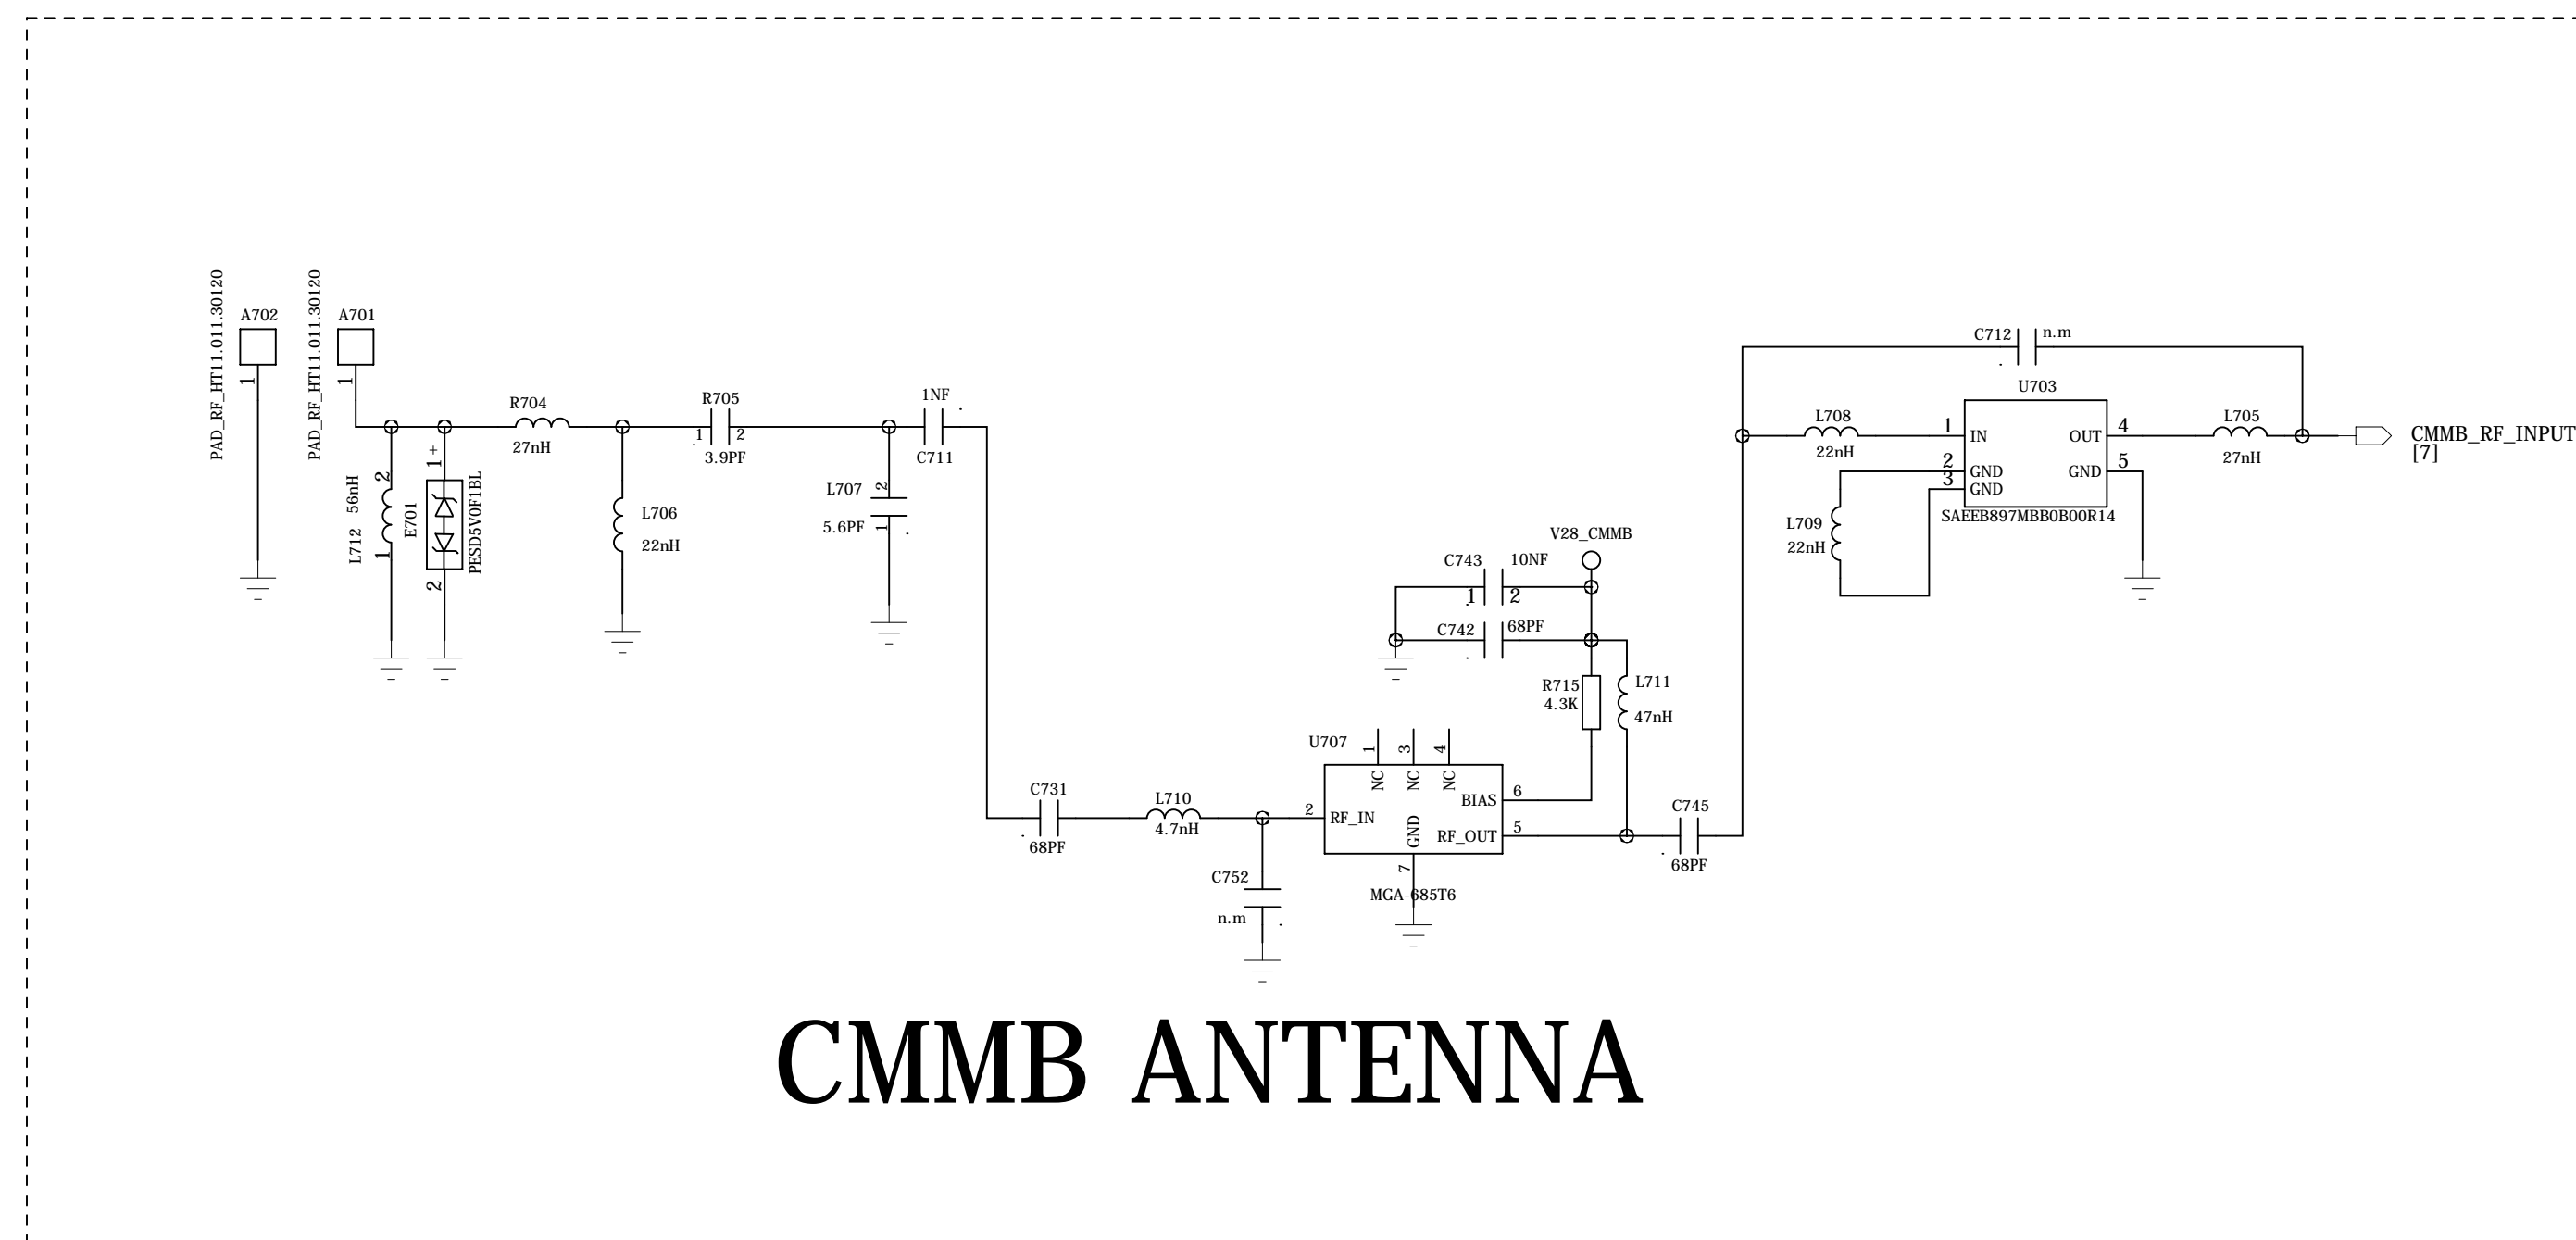 PAD_RF_HT11.011.30120
A702
1
PAD_RF_HT11.011.30120
A701
1
L712 56nH
2
1
E701
1 +
2
PESD5V0F1BL
R704
27nH
L706
22nH
R705
1 2
3.9PF
L707
5.6PF
2
1
1NF
C711
C731
68PF
L710
4.7nH
C752
n.m
U707
1 3 4
NC NC NC
2 RF_IN
BIAS 6
RF_OUT 5
GND
7
MGA-685T6
C743 10NF
1 2
C742 68PF
V28_CMMB
R715
4.3K
L711
47nH
C745
68PF
C712 n.m
U703
L708
22nH
1 IN
2 GND
3 GND
OUT 4
GND 5
SAEEB897MBB0B00R14
L709
22nH
L705
27nH
CMMB_RF_INPUT
[7]
CMMB ANTENNA